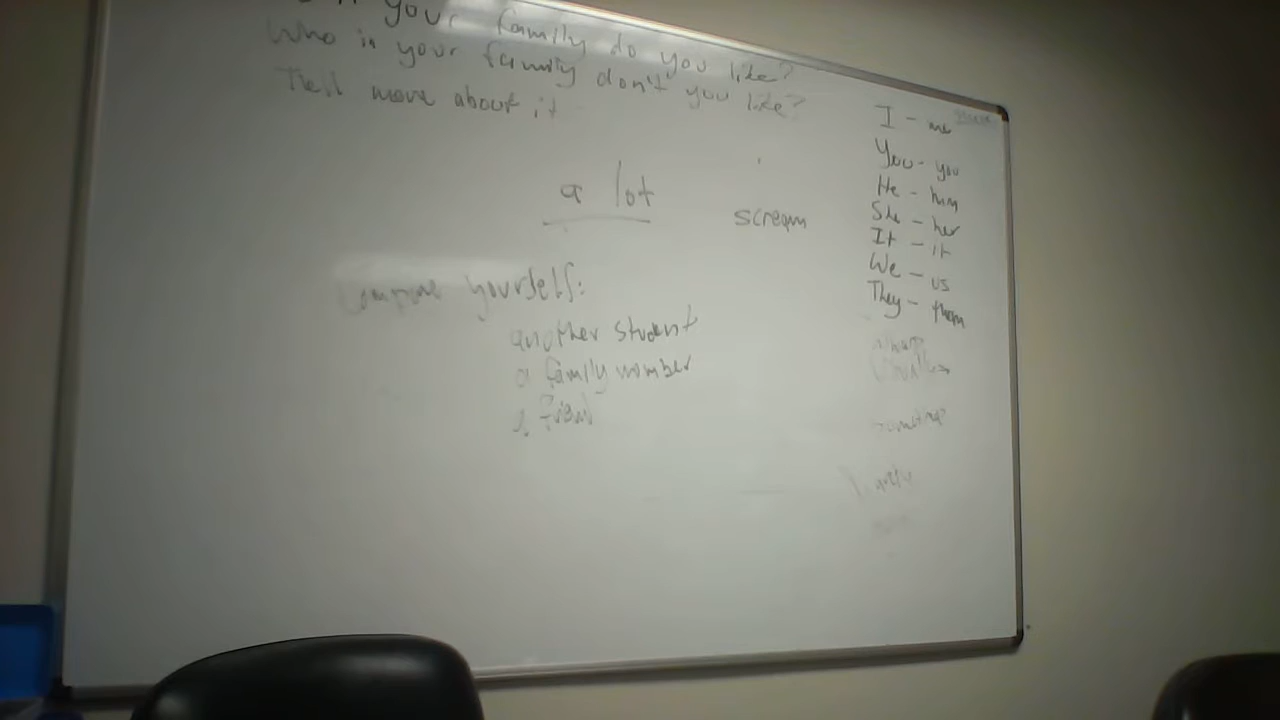 your family do you like?
Who in your family don't you like?
Tell more about it
a lot
scream
Compare yourself:
another student
a family member
a friend
I - me
You - you
He - him
She - her
It - it
We - us
They - them